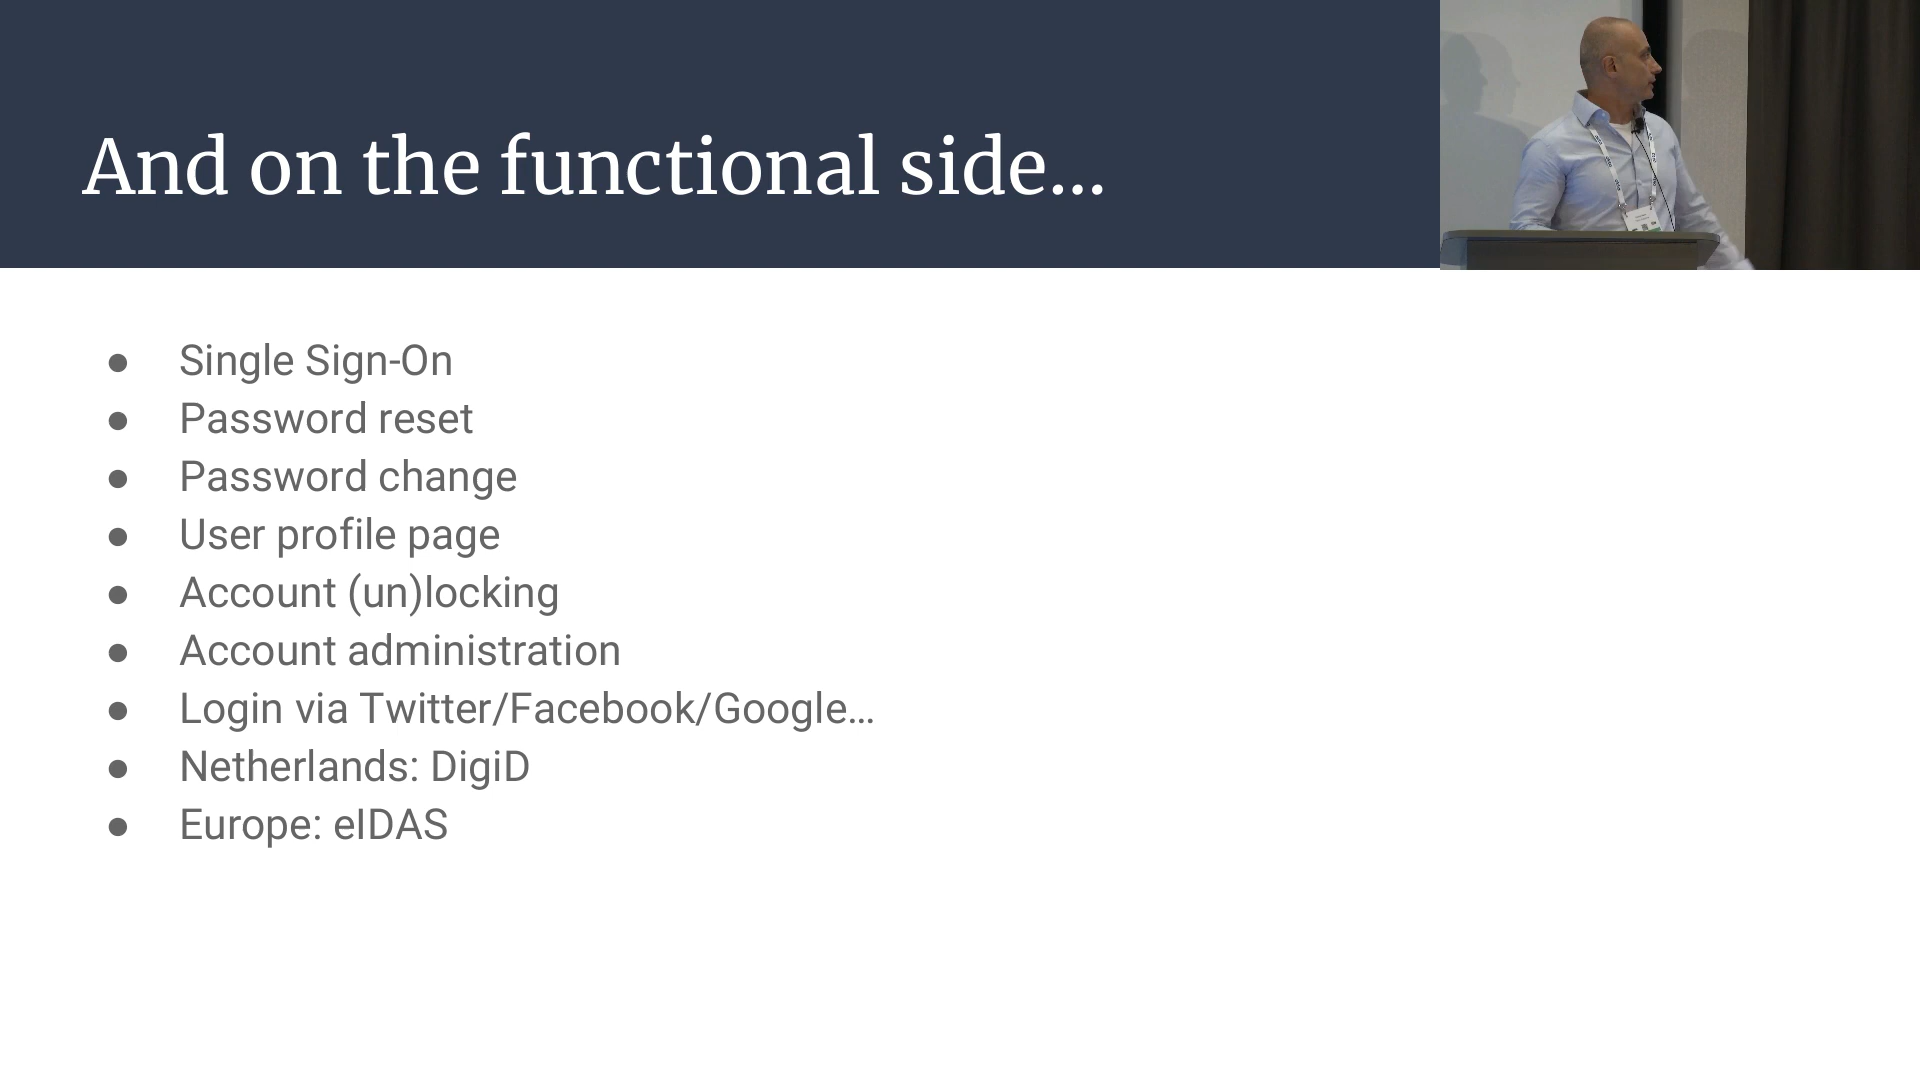 And on the functional side...
● Single Sign-On
● Password reset
● Password change
● User profile page
● Account (un)locking
● Account administration
● Login via Twitter/Facebook/Google…
● Netherlands: DigiD
● Europe: eIDAS